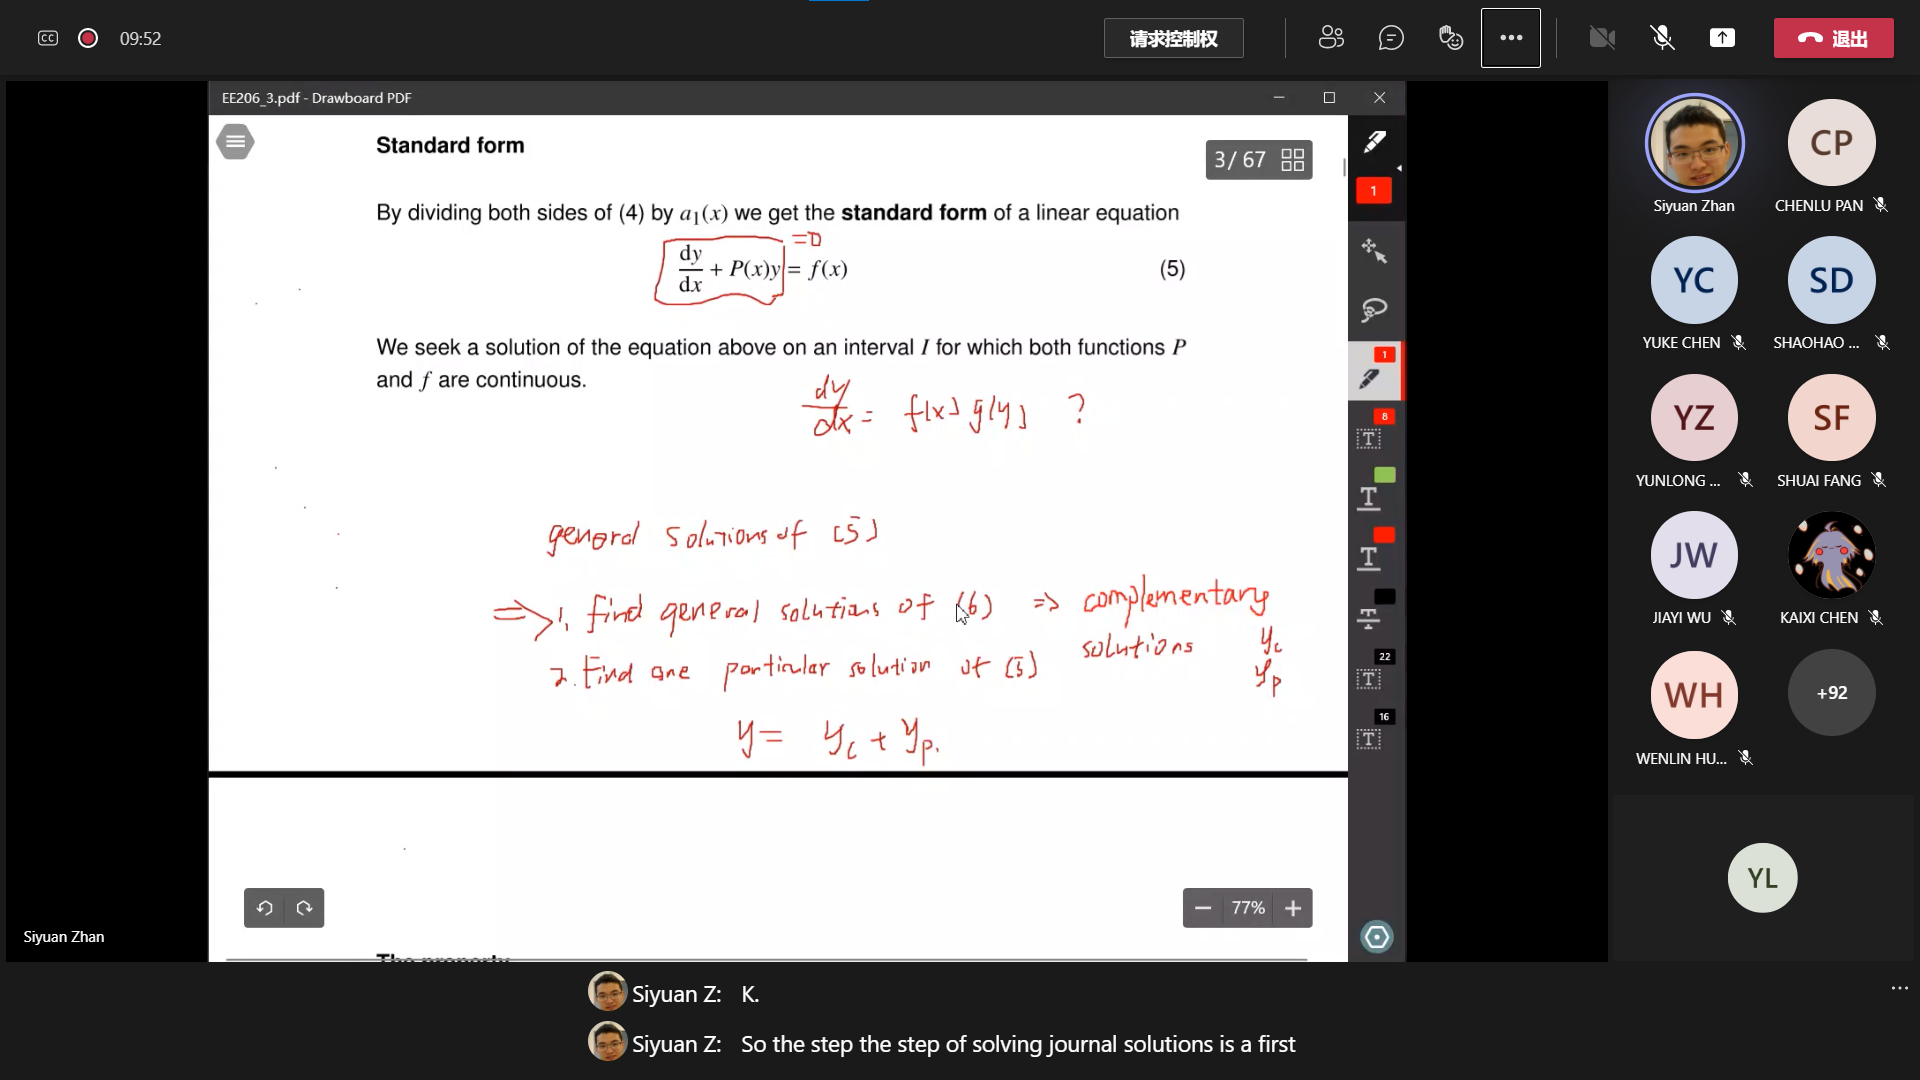 CC 09:52 请求控制权 退出
EE206_3.pdf - Drawboard PDF
Standard form
3/ 67
By dividing both sides of (4) by a₁(x) we get the standard form of a linear equation
=0
dy/dx + P(x)y = f(x) (5)
We seek a solution of the equation above on an interval I for which both functions P
and f are continuous.
dy/dx = f(x) g(y) ?
general solutions of (5)
=> 1. find general solutions of (6) => complementary
solutions y_c
2. Find one particular solution of (5) y_p
y = y_c + y_p.
77%
The property
Siyuan Zhan
1
1
8
T
T
T
T
22
T
16
T
Siyuan Zhan
CP
CHENLU PAN
YC
YUKE CHEN
SD
SHAOHAO ...
YZ
YUNLONG ...
SF
SHUAI FANG
JW
JIAYI WU
KAIXI CHEN
WH
WENLIN HU...
+92
YL
Siyuan Z: K.
Siyuan Z: So the step the step of solving journal solutions is a first